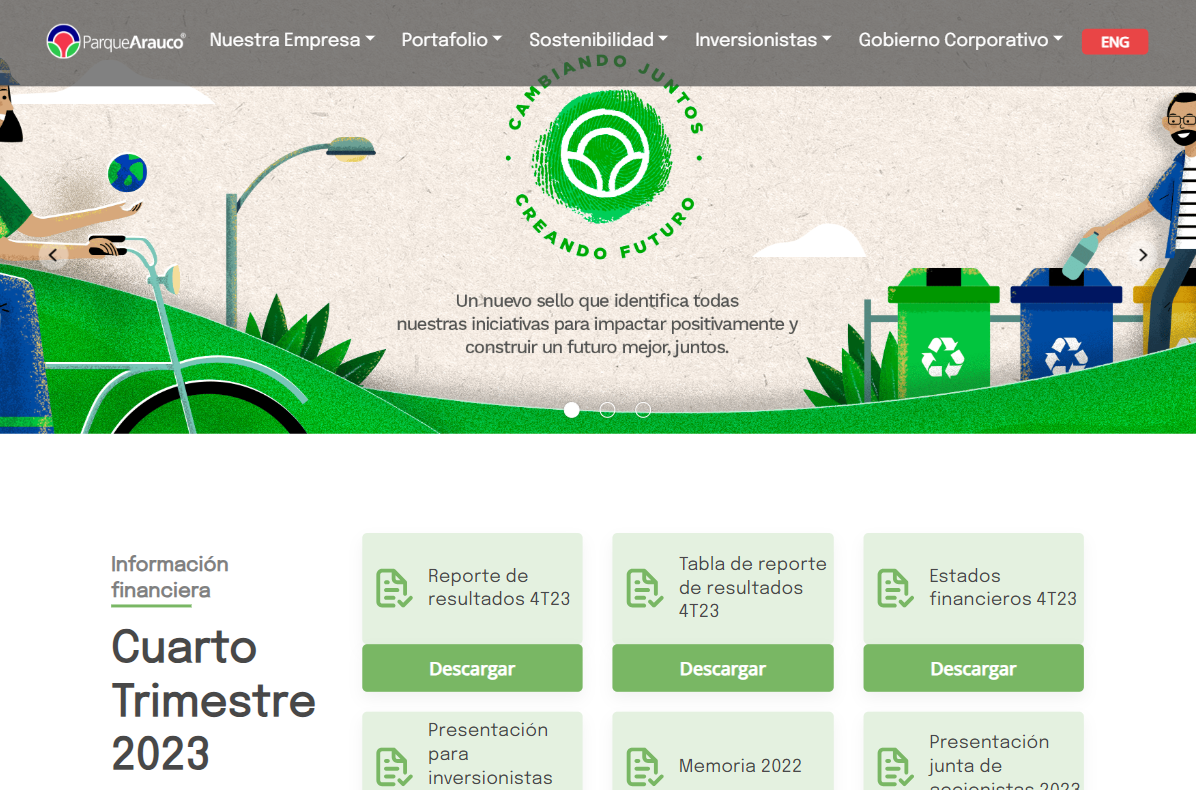 ParqueArauco®
Nuestra Empresa
Portafolio
Sostenibilidad
Inversionistas
Gobierno Corporativo
ENG
CAMBIANDO JUNTOS
CREANDO FUTURO
Un nuevo sello que identifica todas
nuestras iniciativas para impactar positivamente y
construir un futuro mejor, juntos.
Información
financiera
Cuarto
Trimestre
2023
Reporte de
resultados 4T23
Descargar
Tabla de reporte
de resultados
4T23
Descargar
Estados
financieros 4T23
Descargar
Presentación
para
inversionistas
Memoria 2022
Presentación
junta de
accionistas 2023